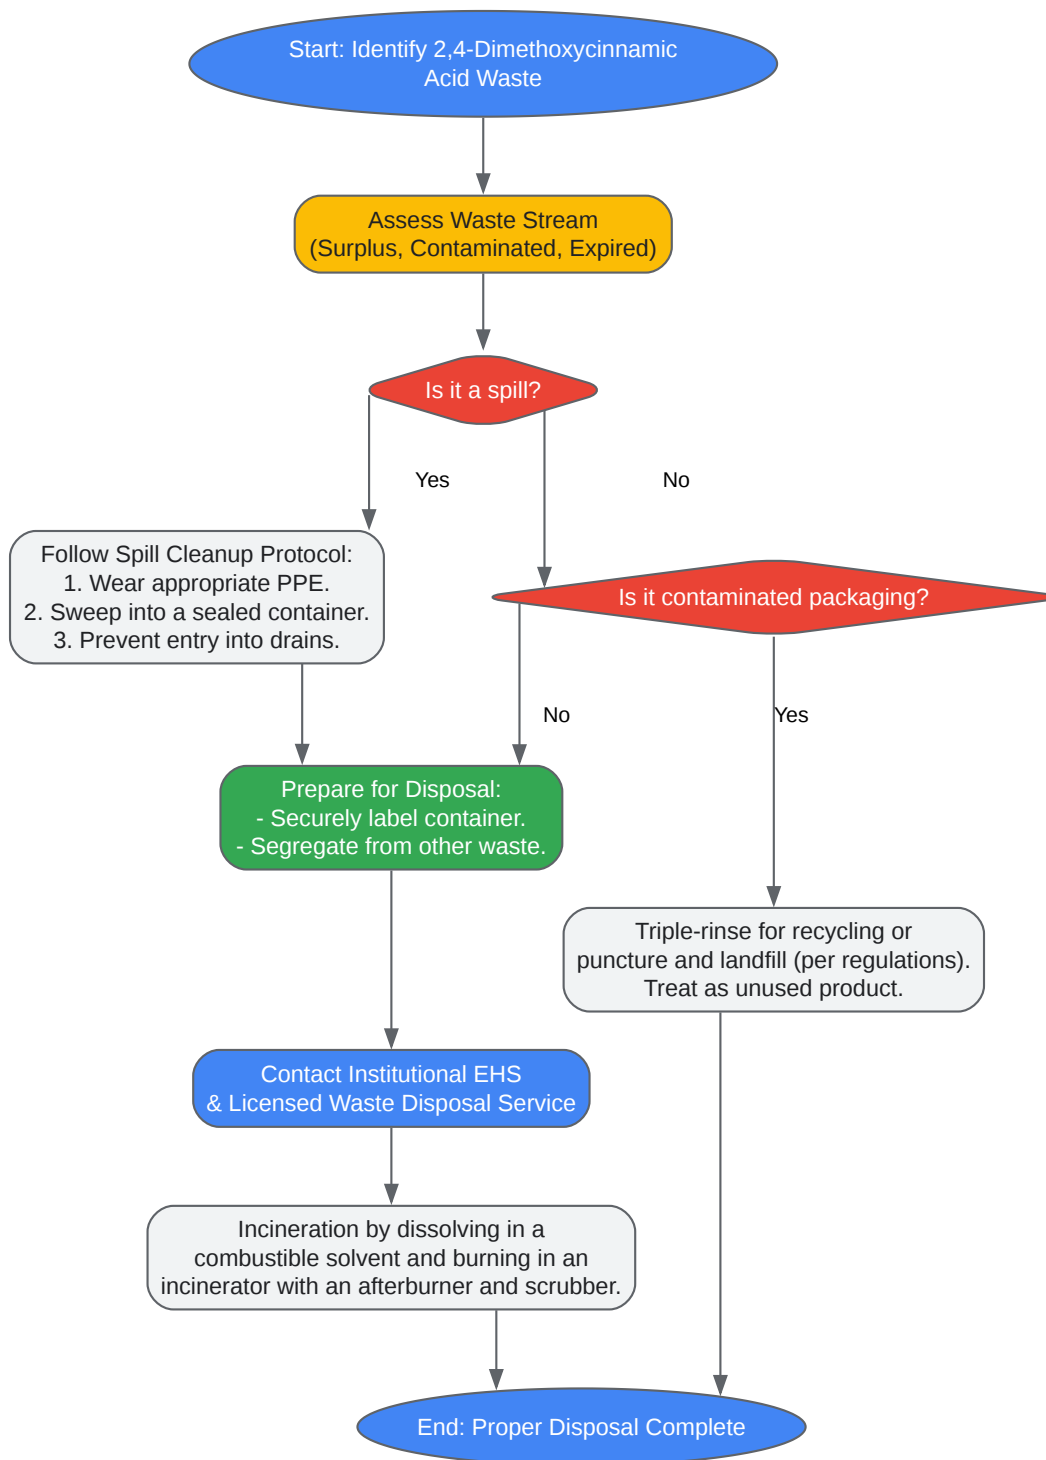 Start: Identify 2,4-Dimethoxycinnamic
Acid Waste
Assess Waste Stream
(Surplus, Contaminated, Expired)
Is it a spill?
Yes
No
Follow Spill Cleanup Protocol:
1. Wear appropriate PPE.
2. Sweep into a sealed container.
3. Prevent entry into drains.
Is it contaminated packaging?
No
Yes
Prepare for Disposal:
- Securely label container.
- Segregate from other waste.
Triple-rinse for recycling or
puncture and landfill (per regulations).
Treat as unused product.
Contact Institutional EHS
& Licensed Waste Disposal Service
Incineration by dissolving in a
combustible solvent and burning in an
incinerator with an afterburner and scrubber.
End: Proper Disposal Complete